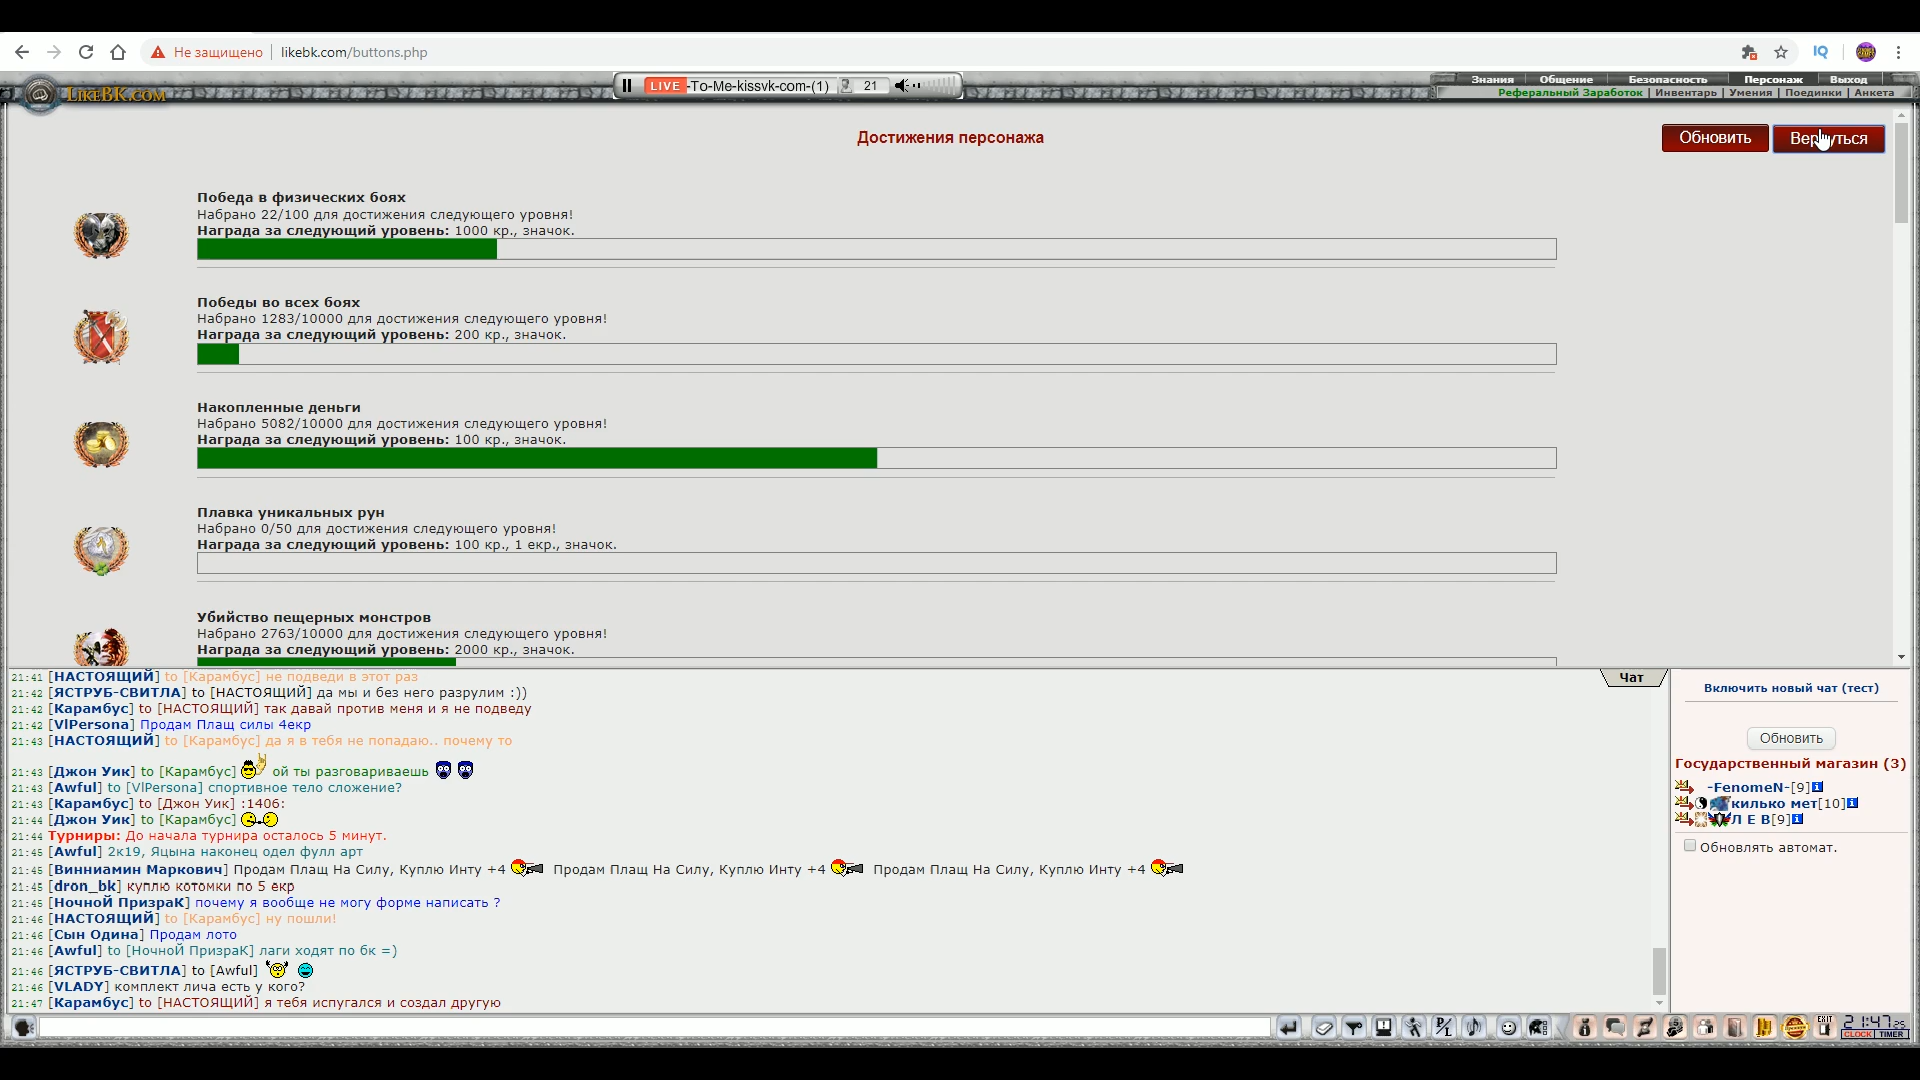 Не защищено
likebk.com/buttons.php
IQ
LIKEBK.COM
LIVE -To-Me-kissvk-com-(1) 21
Знания Общение Безопасность Персонаж Выход
Реферальный Заработок | Инвентарь | Умения | Поединки | Анкета
Достижения персонажа
Обновить
Вернуться
Победа в физических боях
Набрано 22/100 для достижения следующего уровня!
Награда за следующий уровень: 1000 кр., значок.
Победы во всех боях
Набрано 1283/10000 для достижения следующего уровня!
Награда за следующий уровень: 200 кр., значок.
Накопленные деньги
Набрано 5082/10000 для достижения следующего уровня!
Награда за следующий уровень: 100 кр., значок.
Плавка уникальных рун
Набрано 0/50 для достижения следующего уровня!
Награда за следующий уровень: 100 кр., 1 екр., значок.
Убийство пещерных монстров
Набрано 2763/10000 для достижения следующего уровня!
Награда за следующий уровень: 2000 кр., значок.
Чат
21:41 [НАСТОЯЩИЙ] to [Карамбус] не подведи в этот раз
21:42 [ЯСТРУБ-СВИТЛА] to [НАСТОЯЩИЙ] да мы и без него разрулим :))
21:42 [Карамбус] to [НАСТОЯЩИЙ] так давай против меня и я не подведу
21:42 [VlPersona] Продам Плащ силы 4екр
21:43 [НАСТОЯЩИЙ] to [Карамбус] да я в тебя не попадаю.. почему то
21:43 [Джон Уик] to [Карамбус] ой ты разговариваешь
21:43 [Awful] to [VlPersona] спортивное тело сложение?
21:43 [Карамбус] to [Джон Уик] :1406:
21:44 [Джон Уик] to [Карамбус]
21:44 Турниры: До начала турнира осталось 5 минут.
21:45 [Awful] 2к19, Яцына наконец одел фулл арт
21:45 [Винниамин Маркович] Продам Плащ На Силу, Куплю Инту +4 Продам Плащ На Силу, Куплю Инту +4 Продам Плащ На Силу, Куплю Инту +4
21:45 [dron_bk] куплю котомки по 5 екр
21:45 [НочноЙ ПризраК] почему я вообще не могу форме написать ?
21:46 [НАСТОЯЩИЙ] to [Карамбус] ну пошли!
21:46 [Сын Одина] Продам лото
21:46 [Awful] to [НочноЙ ПризраК] лаги ходят по бк =)
21:46 [ЯСТРУБ-СВИТЛА] to [Awful]
21:46 [VLADY] комплект лича есть у кого?
21:47 [Карамбус] to [НАСТОЯЩИЙ] я тебя испугался и создал другую
Включить новый чат (тест)
Обновить
Государственный магазин (3)
-FenomeN-[9]
килько мет[10]
Л Е В[9]
Обновлять автомат.
P/L
EXIT
21:47
CLOCK TIMER